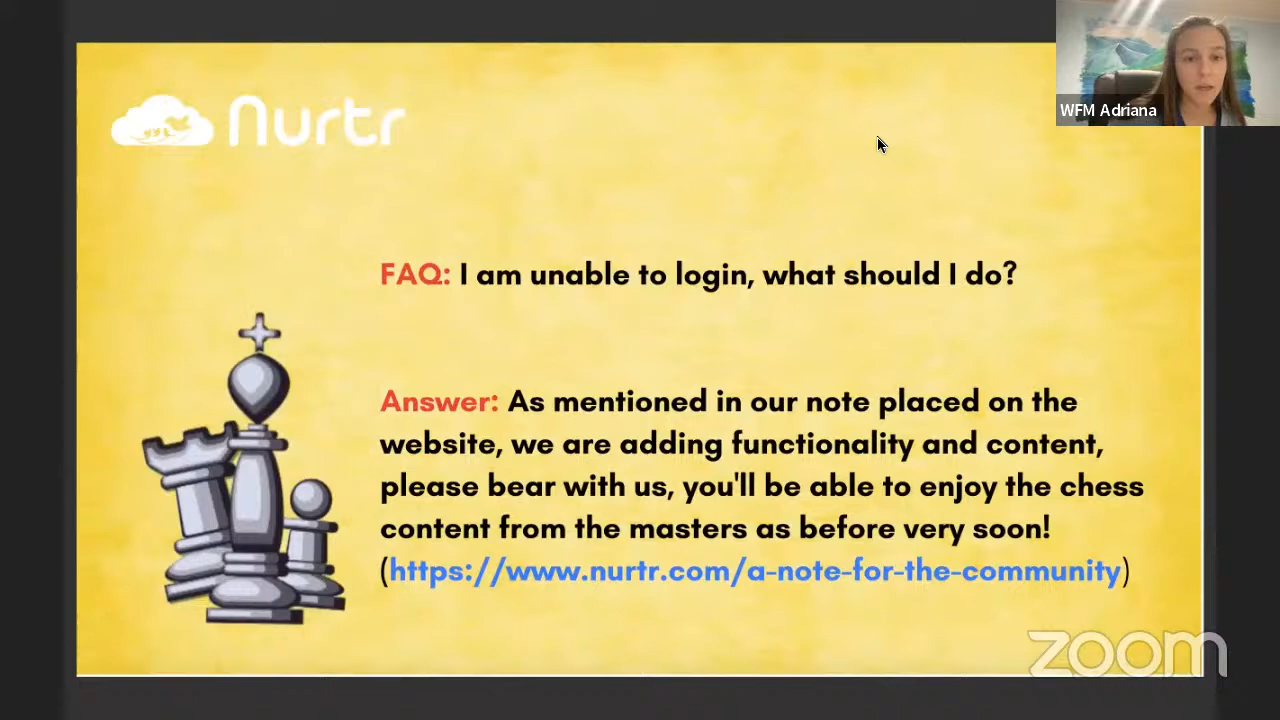 Nurtr
WFM Adriana
FAQ: I am unable to login, what should I do?
Answer: As mentioned in our note placed on the
website, we are adding functionality and content,
please bear with us, you'll be able to enjoy the chess
content from the masters as before very soon!
(https://www.nurtr.com/a-note-for-the-community)
zoom